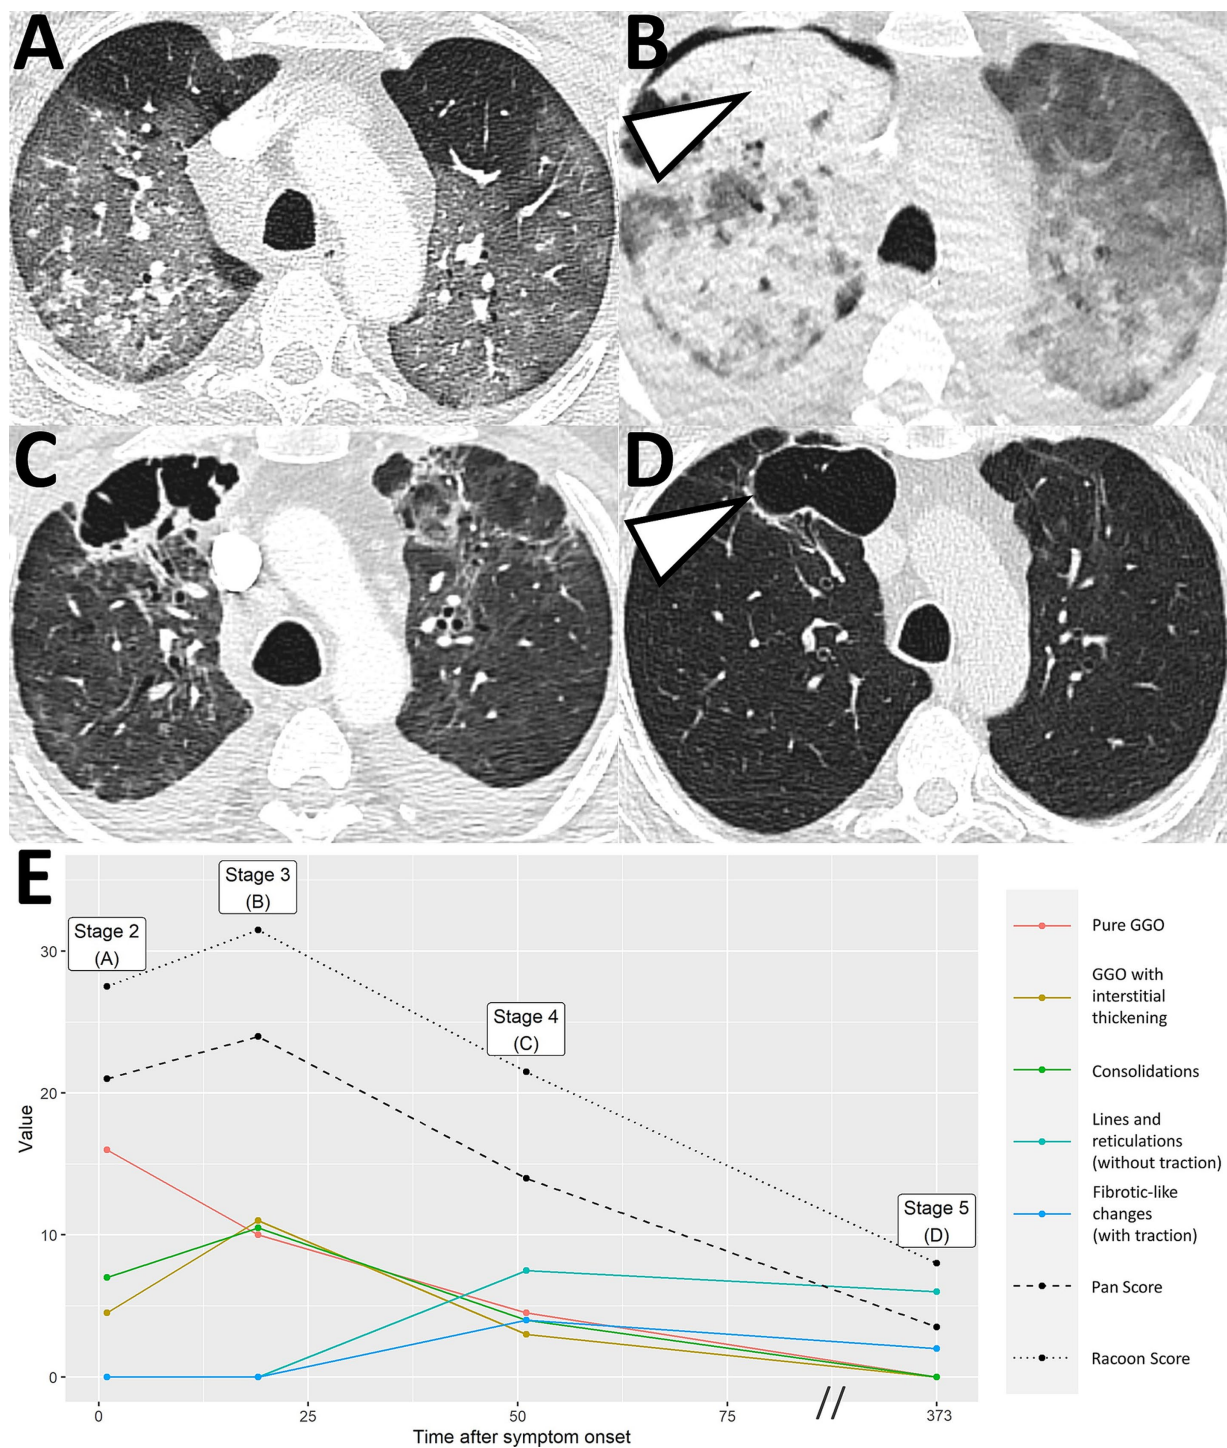 A
B
C
D
E
Stage 2
(A)
Stage 3
(B)
Stage 4
(C)
Stage 5
(D)
Value
30
20
10
0
0
25
50
75
373
Time after symptom onset
Pure GGO
GGO with
interstitial
thickening
Consolidations
Lines and
reticulations
(without traction)
Fibrotic-like
changes
(with traction)
Pan Score
Racoon Score